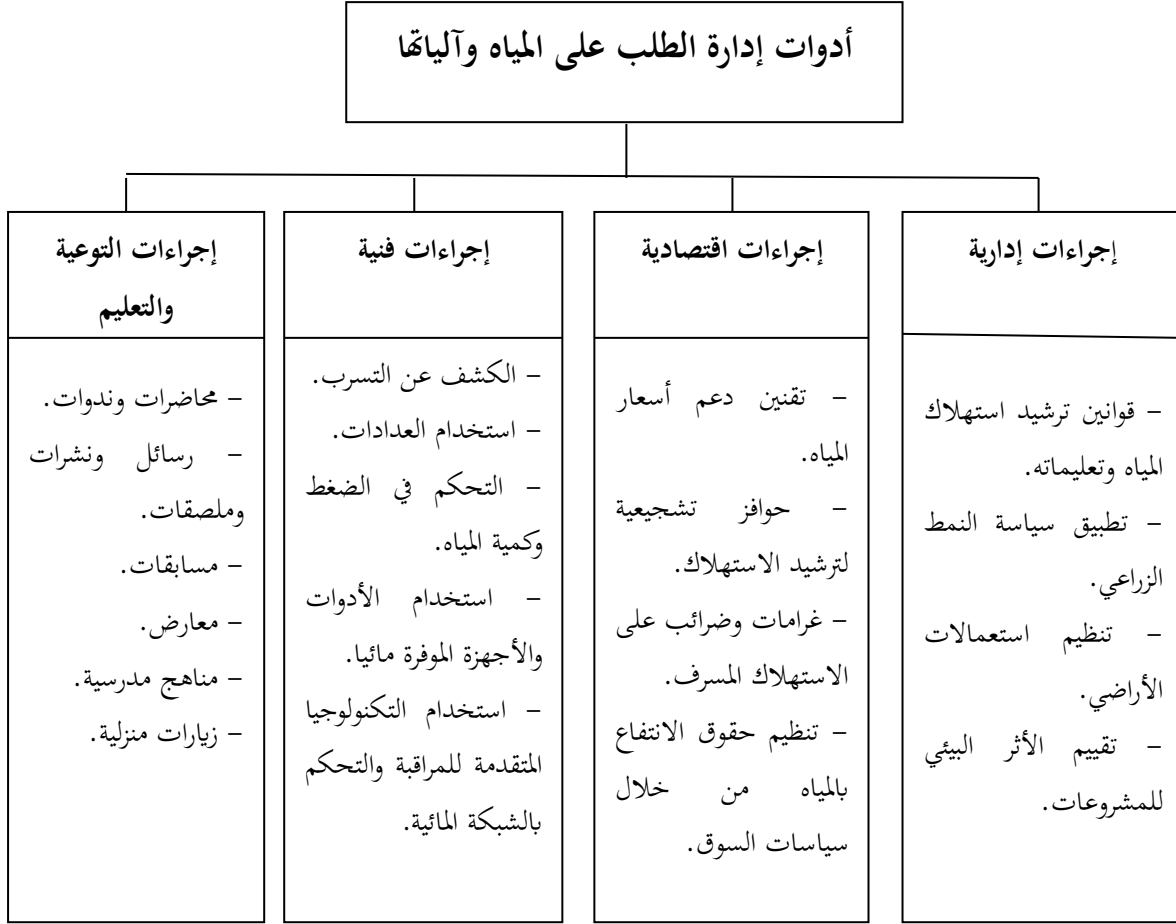 أدوات إدارة الطلب على المياه وآلياتها
إجراءات إدارية
– قوانين ترشيد استهلاك
المياه وتعليماته.
– تطبيق سياسة النمط
الزراعي.
– تنظيم استعمالات
الأراضي.
– تقييم الأثر البيئي
للمشروعات.
إجراءات اقتصادية
– تقنين دعم أسعار
المياه.
– حوافز تشجيعية
لترشيد الاستهلاك.
– غرامات وضرائب على
الاستهلاك المسرف.
– تنظيم حقوق الانتفاع
بالمياه من خلال
سياسات السوق.
إجراءات فنية
– الكشف عن التسرب.
– استخدام العدادات.
– التحكم في الضغط
وكمية المياه.
– استخدام الأدوات
والأجهزة الموفرة مائيا.
– استخدام التكنولوجيا
المتقدمة للمراقبة والتحكم
بالشبكة المائية.
إجراءات التوعية
والتعليم
– محاضرات وندوات.
– رسائل ونشرات
وملصقات.
– مسابقات.
– معارض.
– مناهج مدرسية.
– زيارات منزلية.